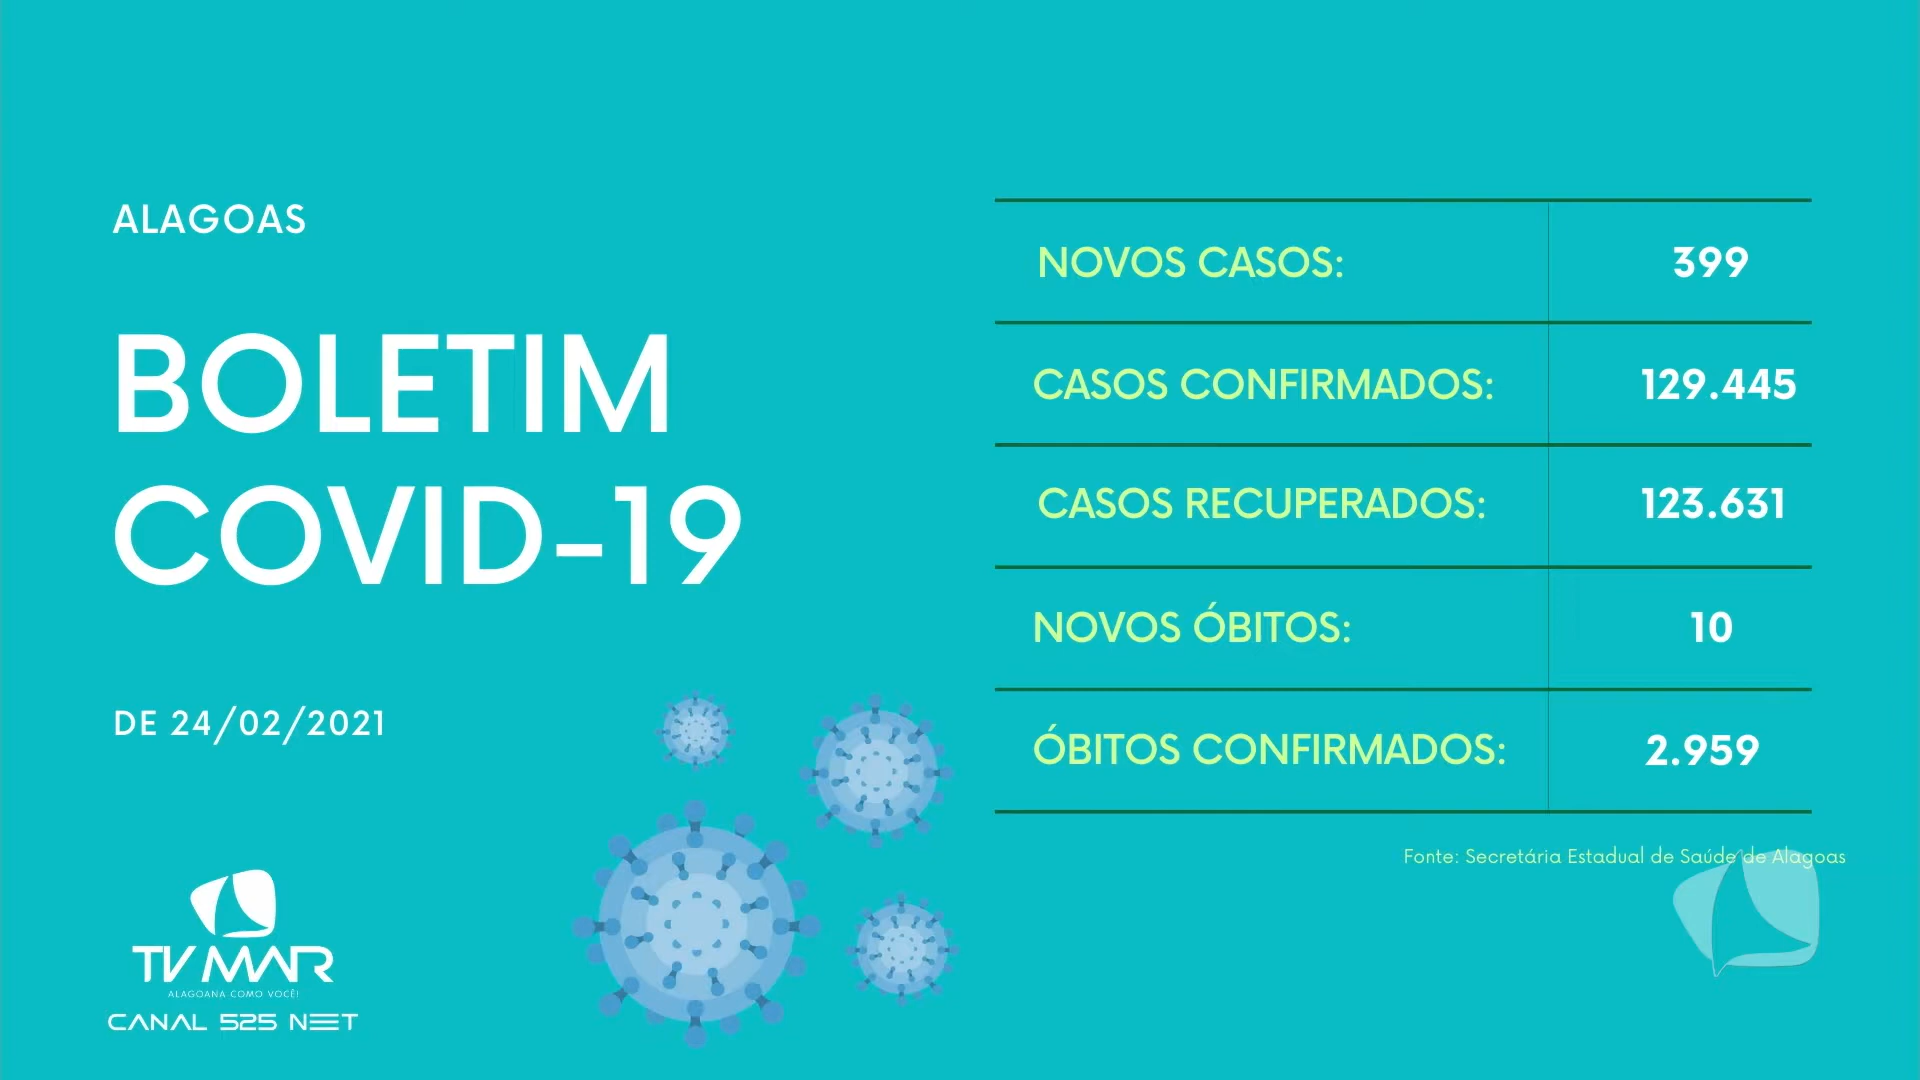 ALAGOAS
BOLETIM
COVID-19
DE 24/02/2021
NOVOS CASOS: 399
CASOS CONFIRMADOS: 129.445
CASOS RECUPERADOS: 123.631
NOVOS ÓBITOS: 10
ÓBITOS CONFIRMADOS: 2.959
Fonte: Secretária Estadual de Saúde de Alagoas
TV MAR
ALAGOANA COMO VOCÊ!
CANAL 525 NET